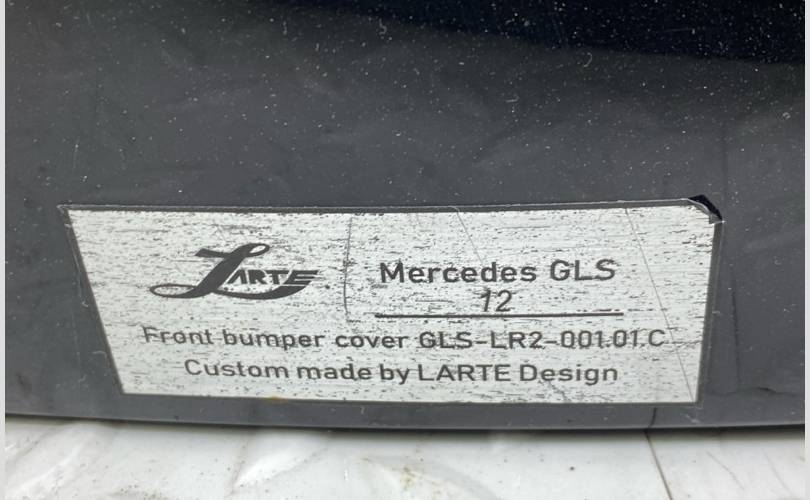 LARTE
Mercedes GLS
12
Front bumper cover GLS-LR2-001.01.C
Custom made by LARTE Design